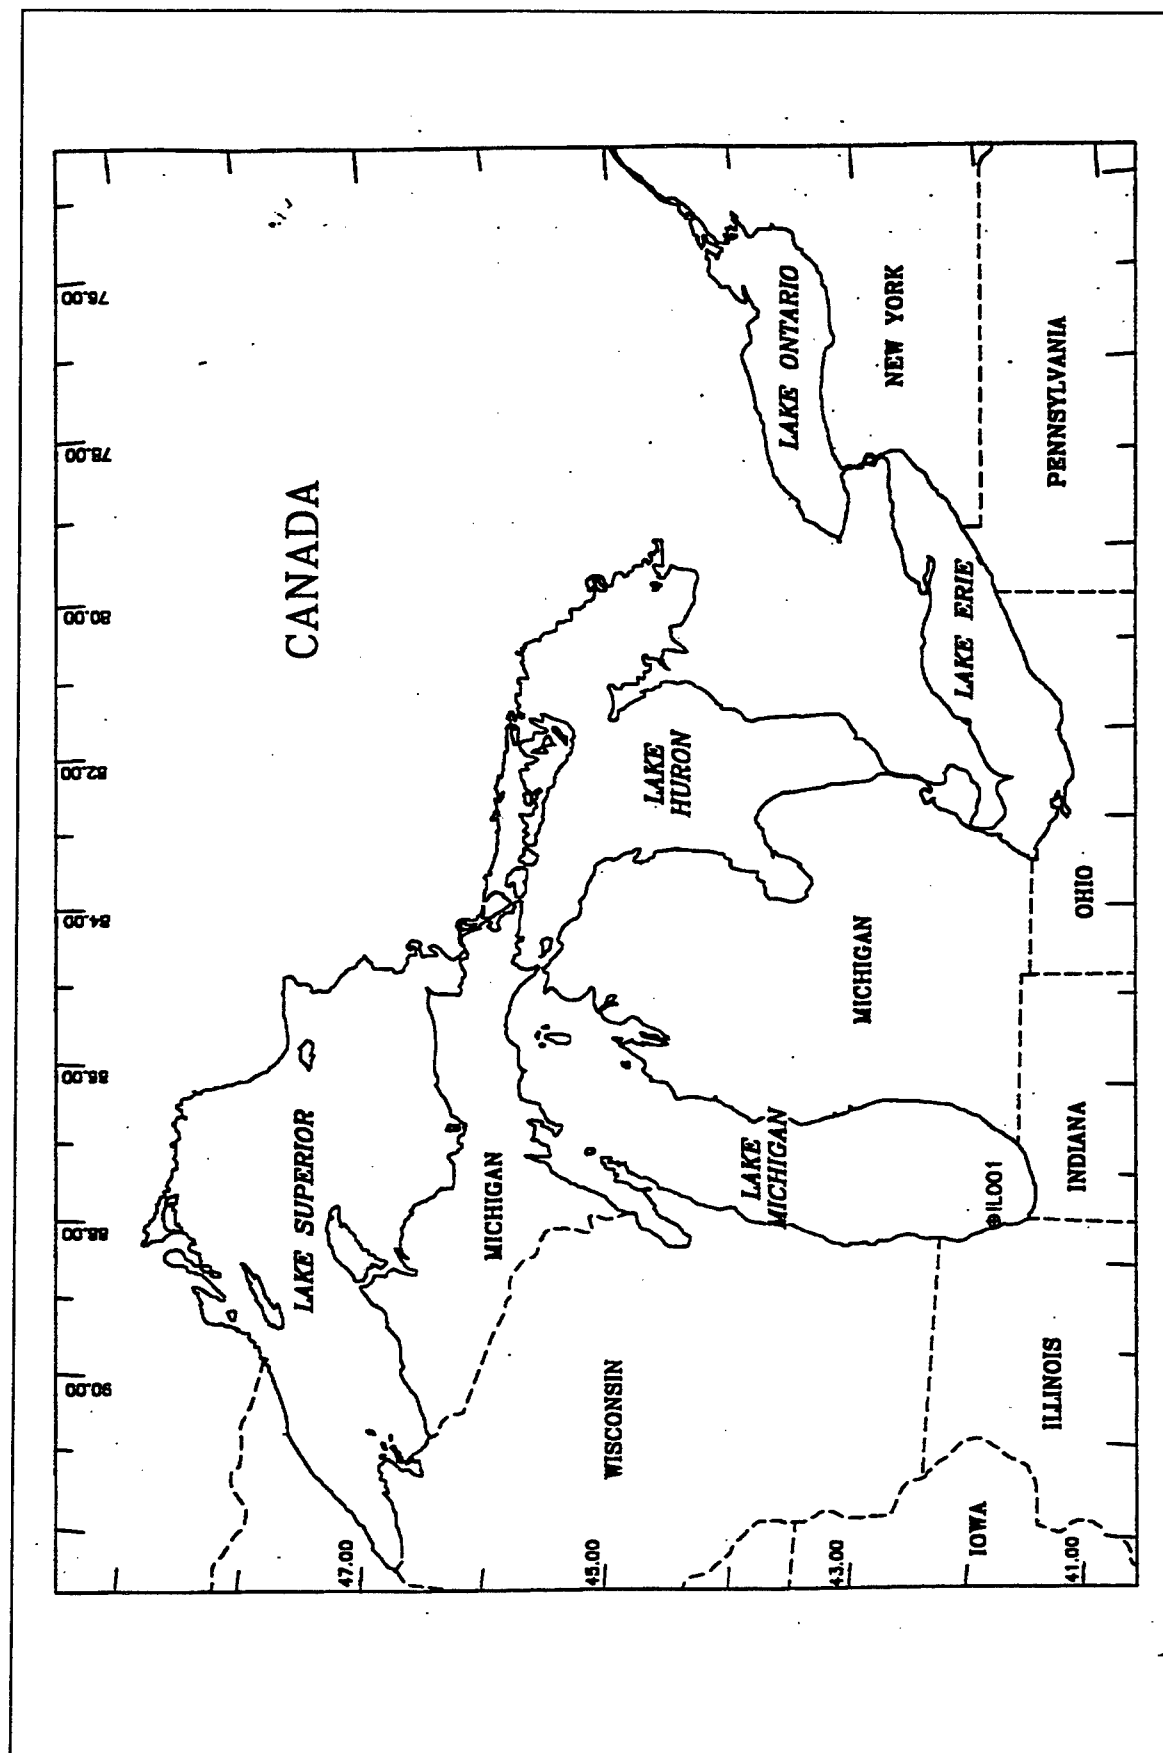 90.00
88.00
86.00
84.00
82.00
80.00
78.00
76.00
LAKE SUPERIOR
CANADA
47.00
MICHIGAN
45.00
WISCONSIN
LAKE
HURON
LAKE
MICHIGAN
LAKE ONTARIO
43.00
MICHIGAN
NEW YORK
LAKE ERIE
IOWA
IL001
ILLINOIS
PENNSYLVANIA
41.00
INDIANA
OHIO